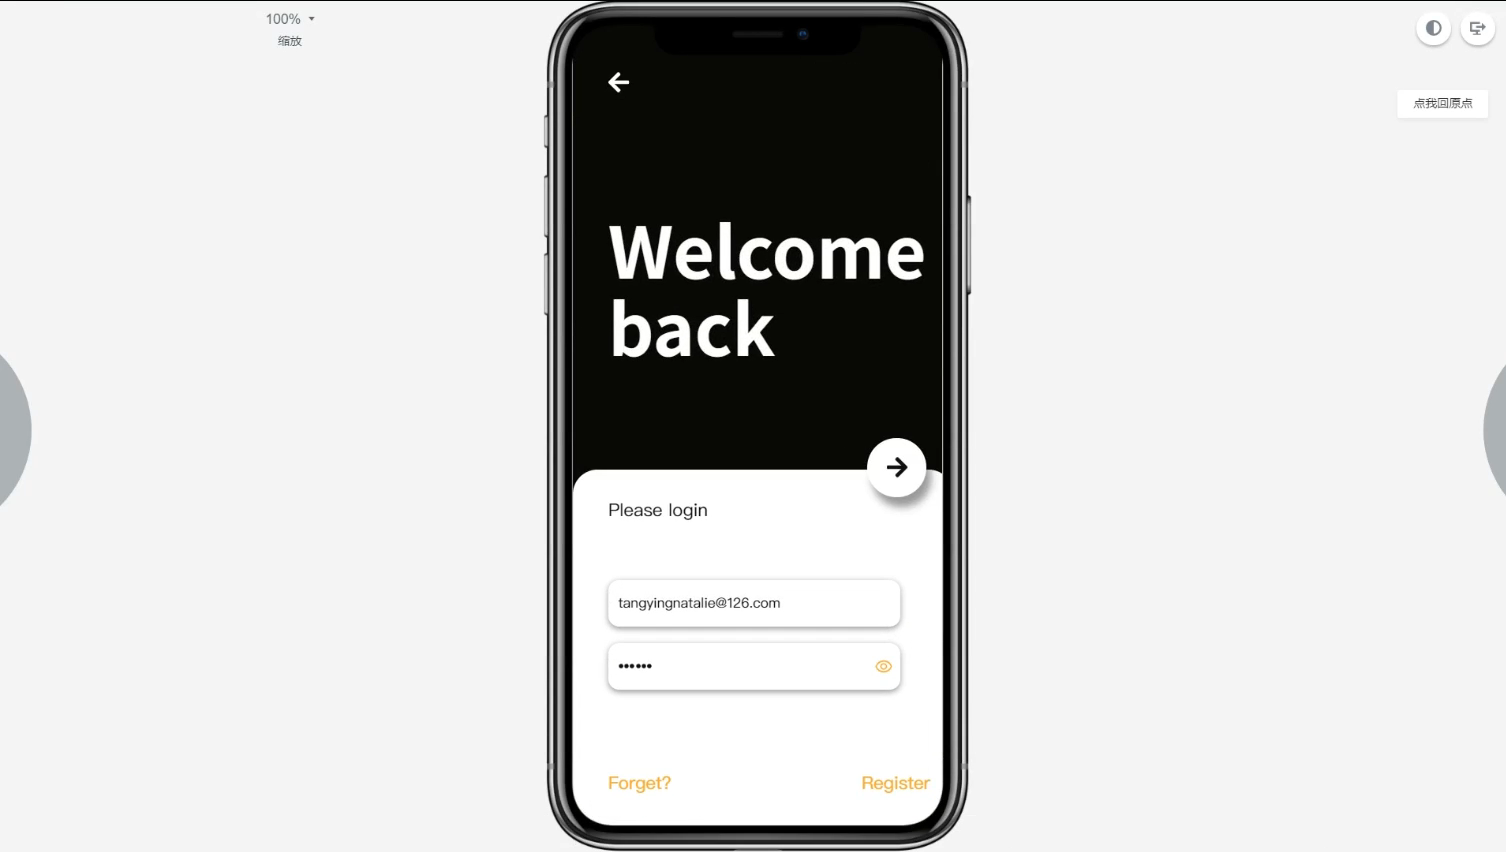 100%
缩放
点我回原点
Welcome
back
Please login
tangyingnatalie@126.com
••••••
Forget?
Register